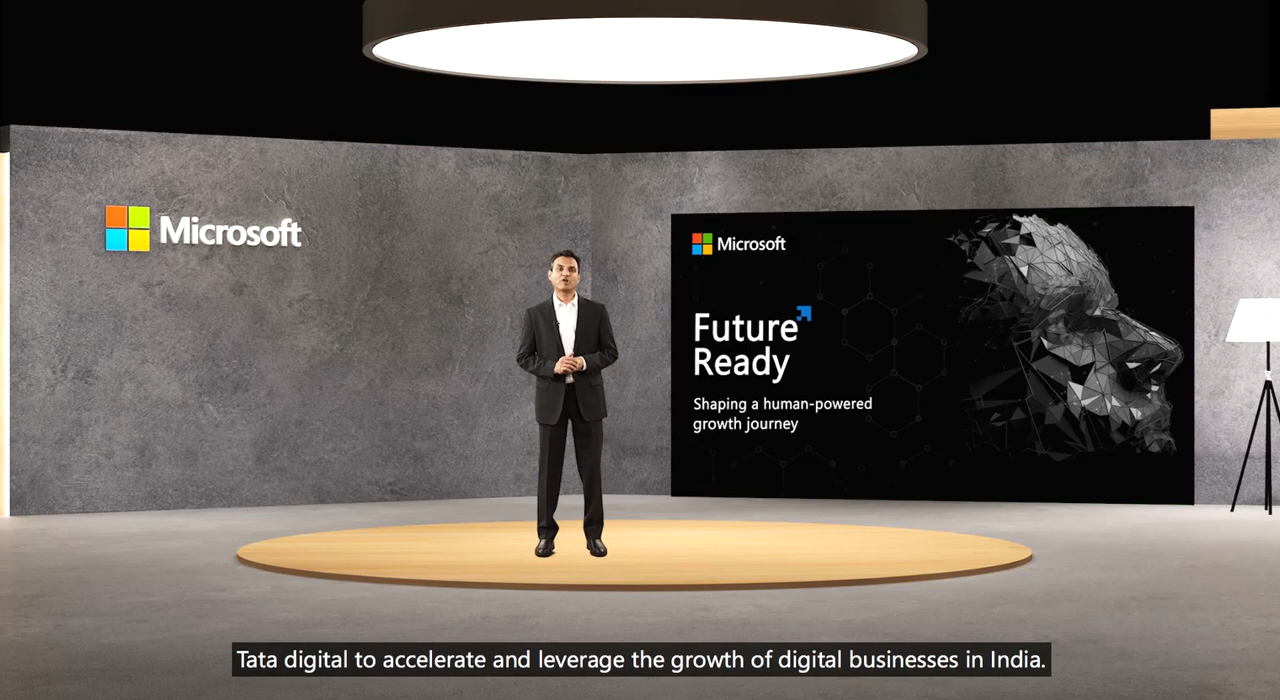 Microsoft
Microsoft
Future
Ready
Shaping a human-powered
growth journey
Tata digital to accelerate and leverage the growth of digital businesses in India.